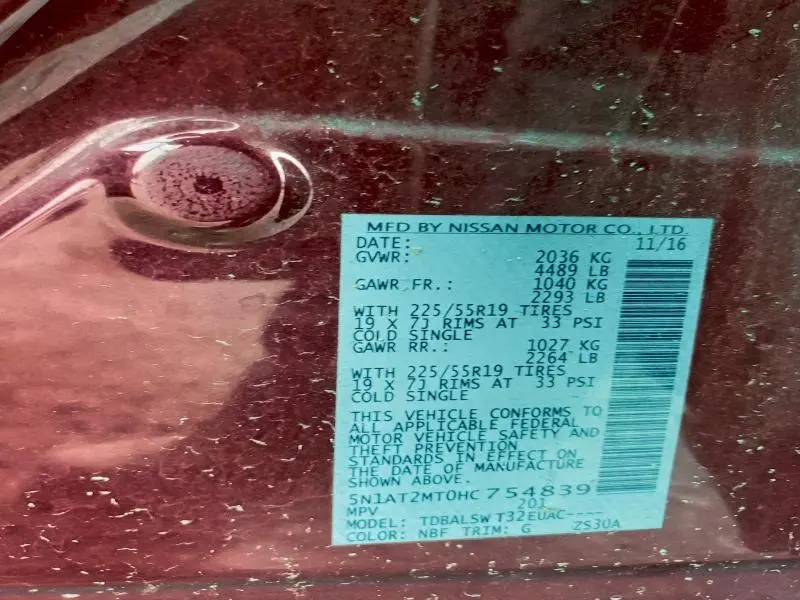 MFD BY NISSAN MOTOR CO., LTD.
DATE: 11/16
GVWR: 2036 KG
4489 LB
GAWR FR.: 1040 KG
2293 LB
WITH 225/55R19 TIRES
19 X 7J RIMS AT 33 PSI
COLD SINGLE
GAWR RR.: 1027 KG
2264 LB
WITH 225/55R19 TIRES
19 X 7J RIMS AT 33 PSI
COLD SINGLE
THIS VEHICLE CONFORMS TO
ALL APPLICABLE FEDERAL
MOTOR VEHICLE SAFETY AND
THEFT PREVENTION
STANDARDS IN EFFECT ON
THE DATE OF MANUFACTURE
SHOWN ABOVE.
5N1AT2MT0HC754839
MPV 201
MODEL: TDBALSWT32EUAC----
COLOR: NBF TRIM: G ZS30A